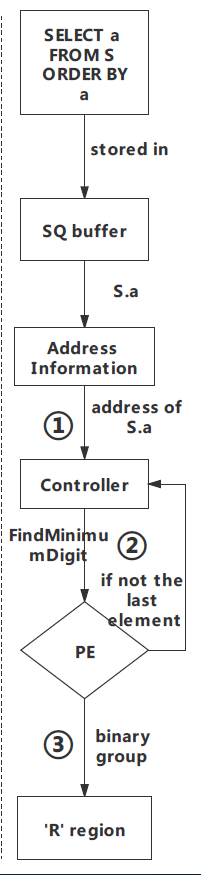 SELECT a
FROM S
ORDER BY
a
stored in
SQ buffer
S.a
Address
Information
①
address of
S.a
Controller
FindMinimu
mDigit
②
if not the
last
element
PE
③
binary
group
'R' region